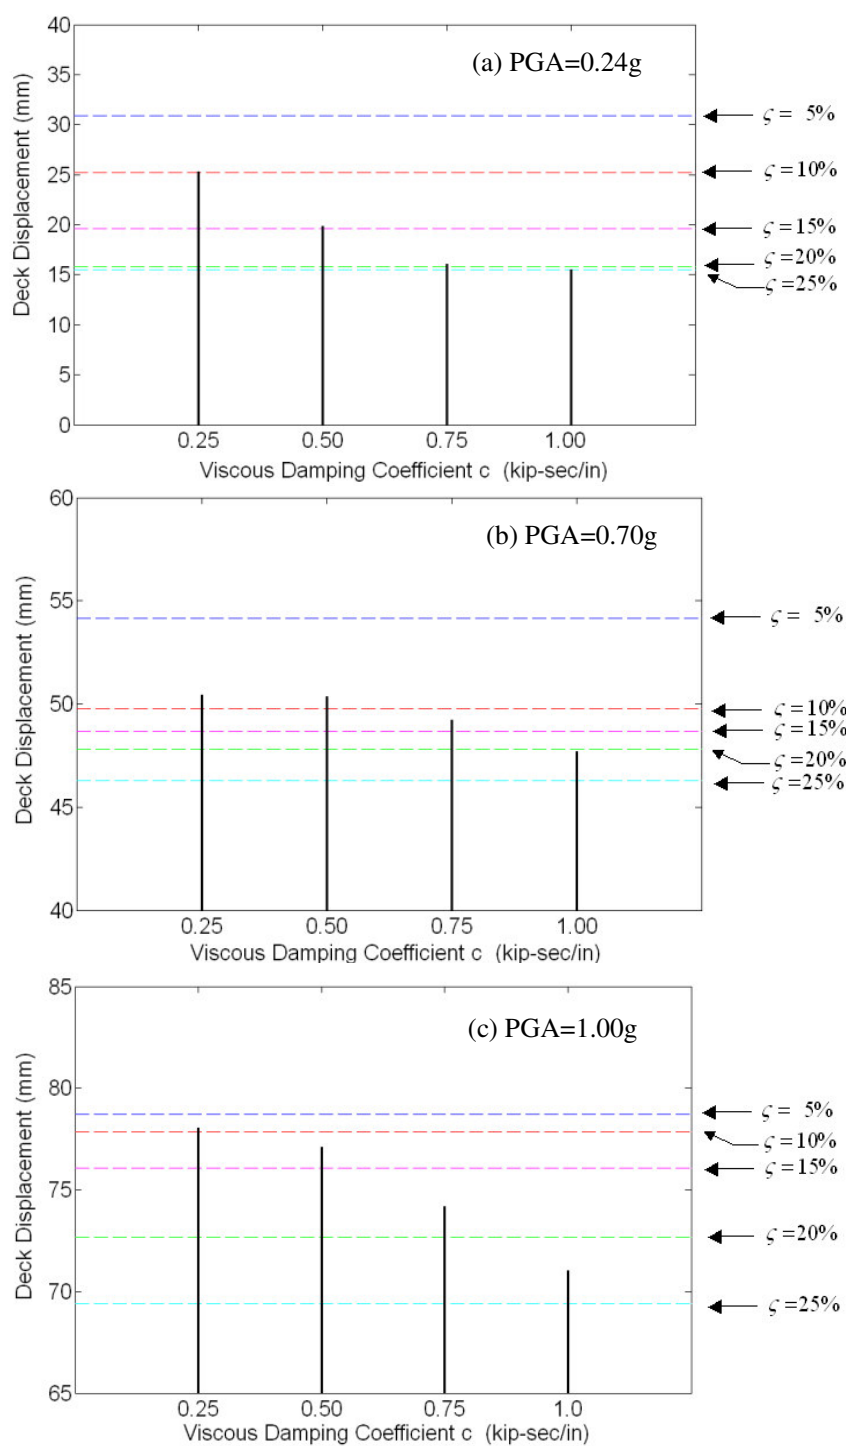 40
(a) PGA=0.24g
35
ς = 5%
30
ς =10%
25
ς =15%
20
ς =20%
15
ς =25%
10
5
0
Deck Displacement (mm)
0.25 0.50 0.75 1.00
Viscous Damping Coefficient c (kip-sec/in)
60
(b) PGA=0.70g
55
ς = 5%
50
ς =10%
ς =15%
ς =20%
ς =25%
45
40
Deck Displacement (mm)
0.25 0.50 0.75 1.00
Viscous Damping Coefficient c (kip-sec/in)
85
(c) PGA=1.00g
80
ς = 5%
ς =10%
75
ς =15%
ς =20%
70
ς =25%
65
Deck Displacement (mm)
0.25 0.50 0.75 1.0
Viscous Damping Coefficient c (kip-sec/in)